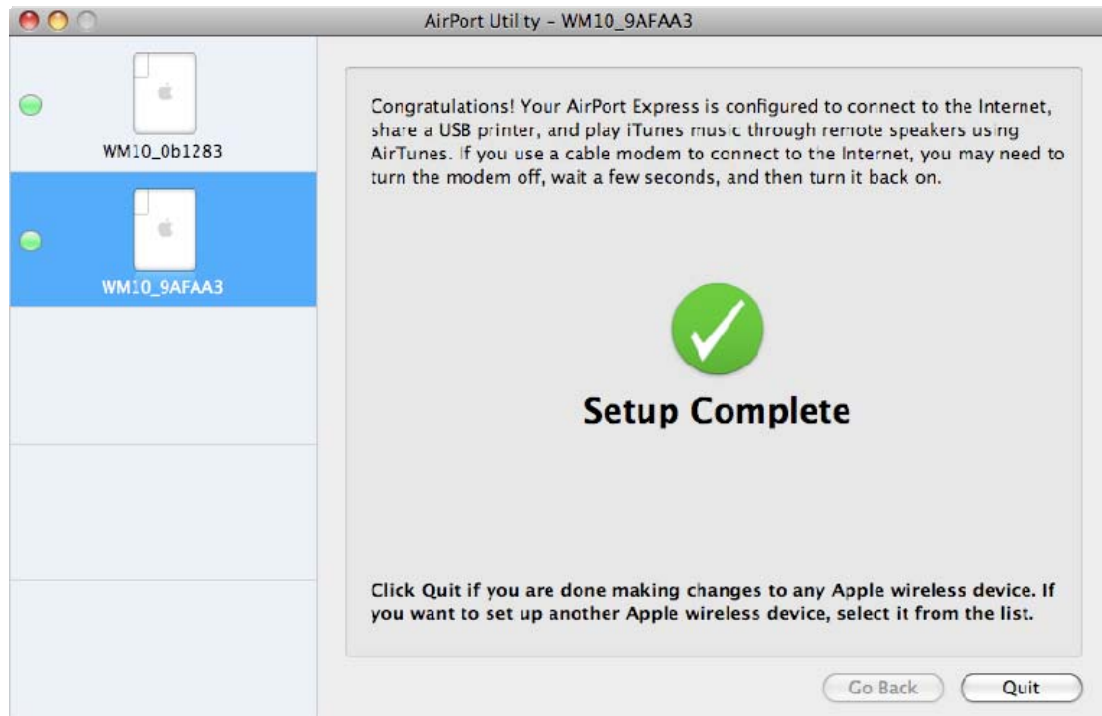 AirPort Utility – WM10_9AFAA3
WM10_0b1283
WM10_9AFAA3
Congratulations! Your AirPort Express is configured to connect to the Internet,
share a USB printer, and play iTunes music through remote speakers using
AirTunes. If you use a cable modem to connect to the Internet, you may need to
turn the modem off, wait a few seconds, and then turn it back on.
Setup Complete
Click Quit if you are done making changes to any Apple wireless device. If
you want to set up another Apple wireless device, select it from the list.
Go Back
Quit